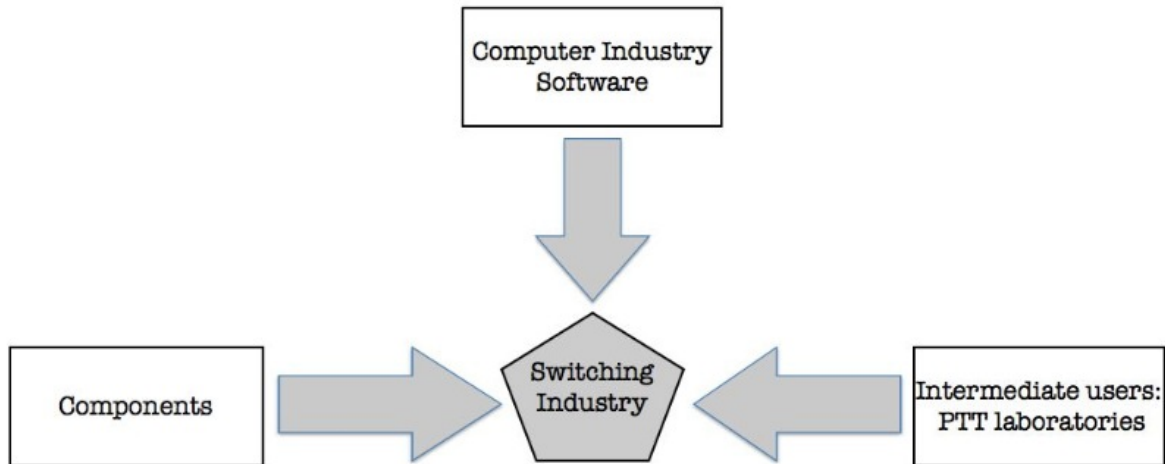 Computer Industry
Software
Switching
Industry
Components
Intermediate users:
PTT laboratories